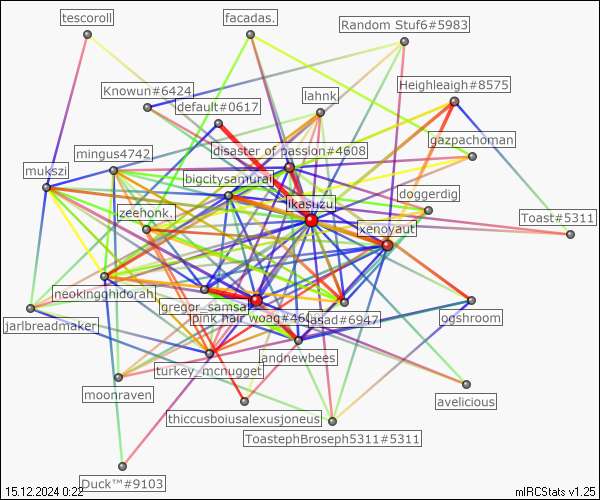 tescoroll
facadas.
Random Stuf6#5983
Knowun#6424
default#0617
lahnk
Heighleaigh#8575
gazpachoman
mingus4742
disaster of passion#4608
mukszi
bigcitysamurai
doggerdig
zeehonk.
ikasuzu
xenoyaut
Toast#5311
neokingghidorah
gregor_samsa
pink hair woag#46
asad#6947
ogshroom
jarlbreadmaker
andnewbees
turkey_mcnugget
moonraven
avelicious
thiccusboiusalexusjoneus
ToastephBroseph5311#5311
Duck™#9103
15.12.2024 0:22
mIRCStats v1.25